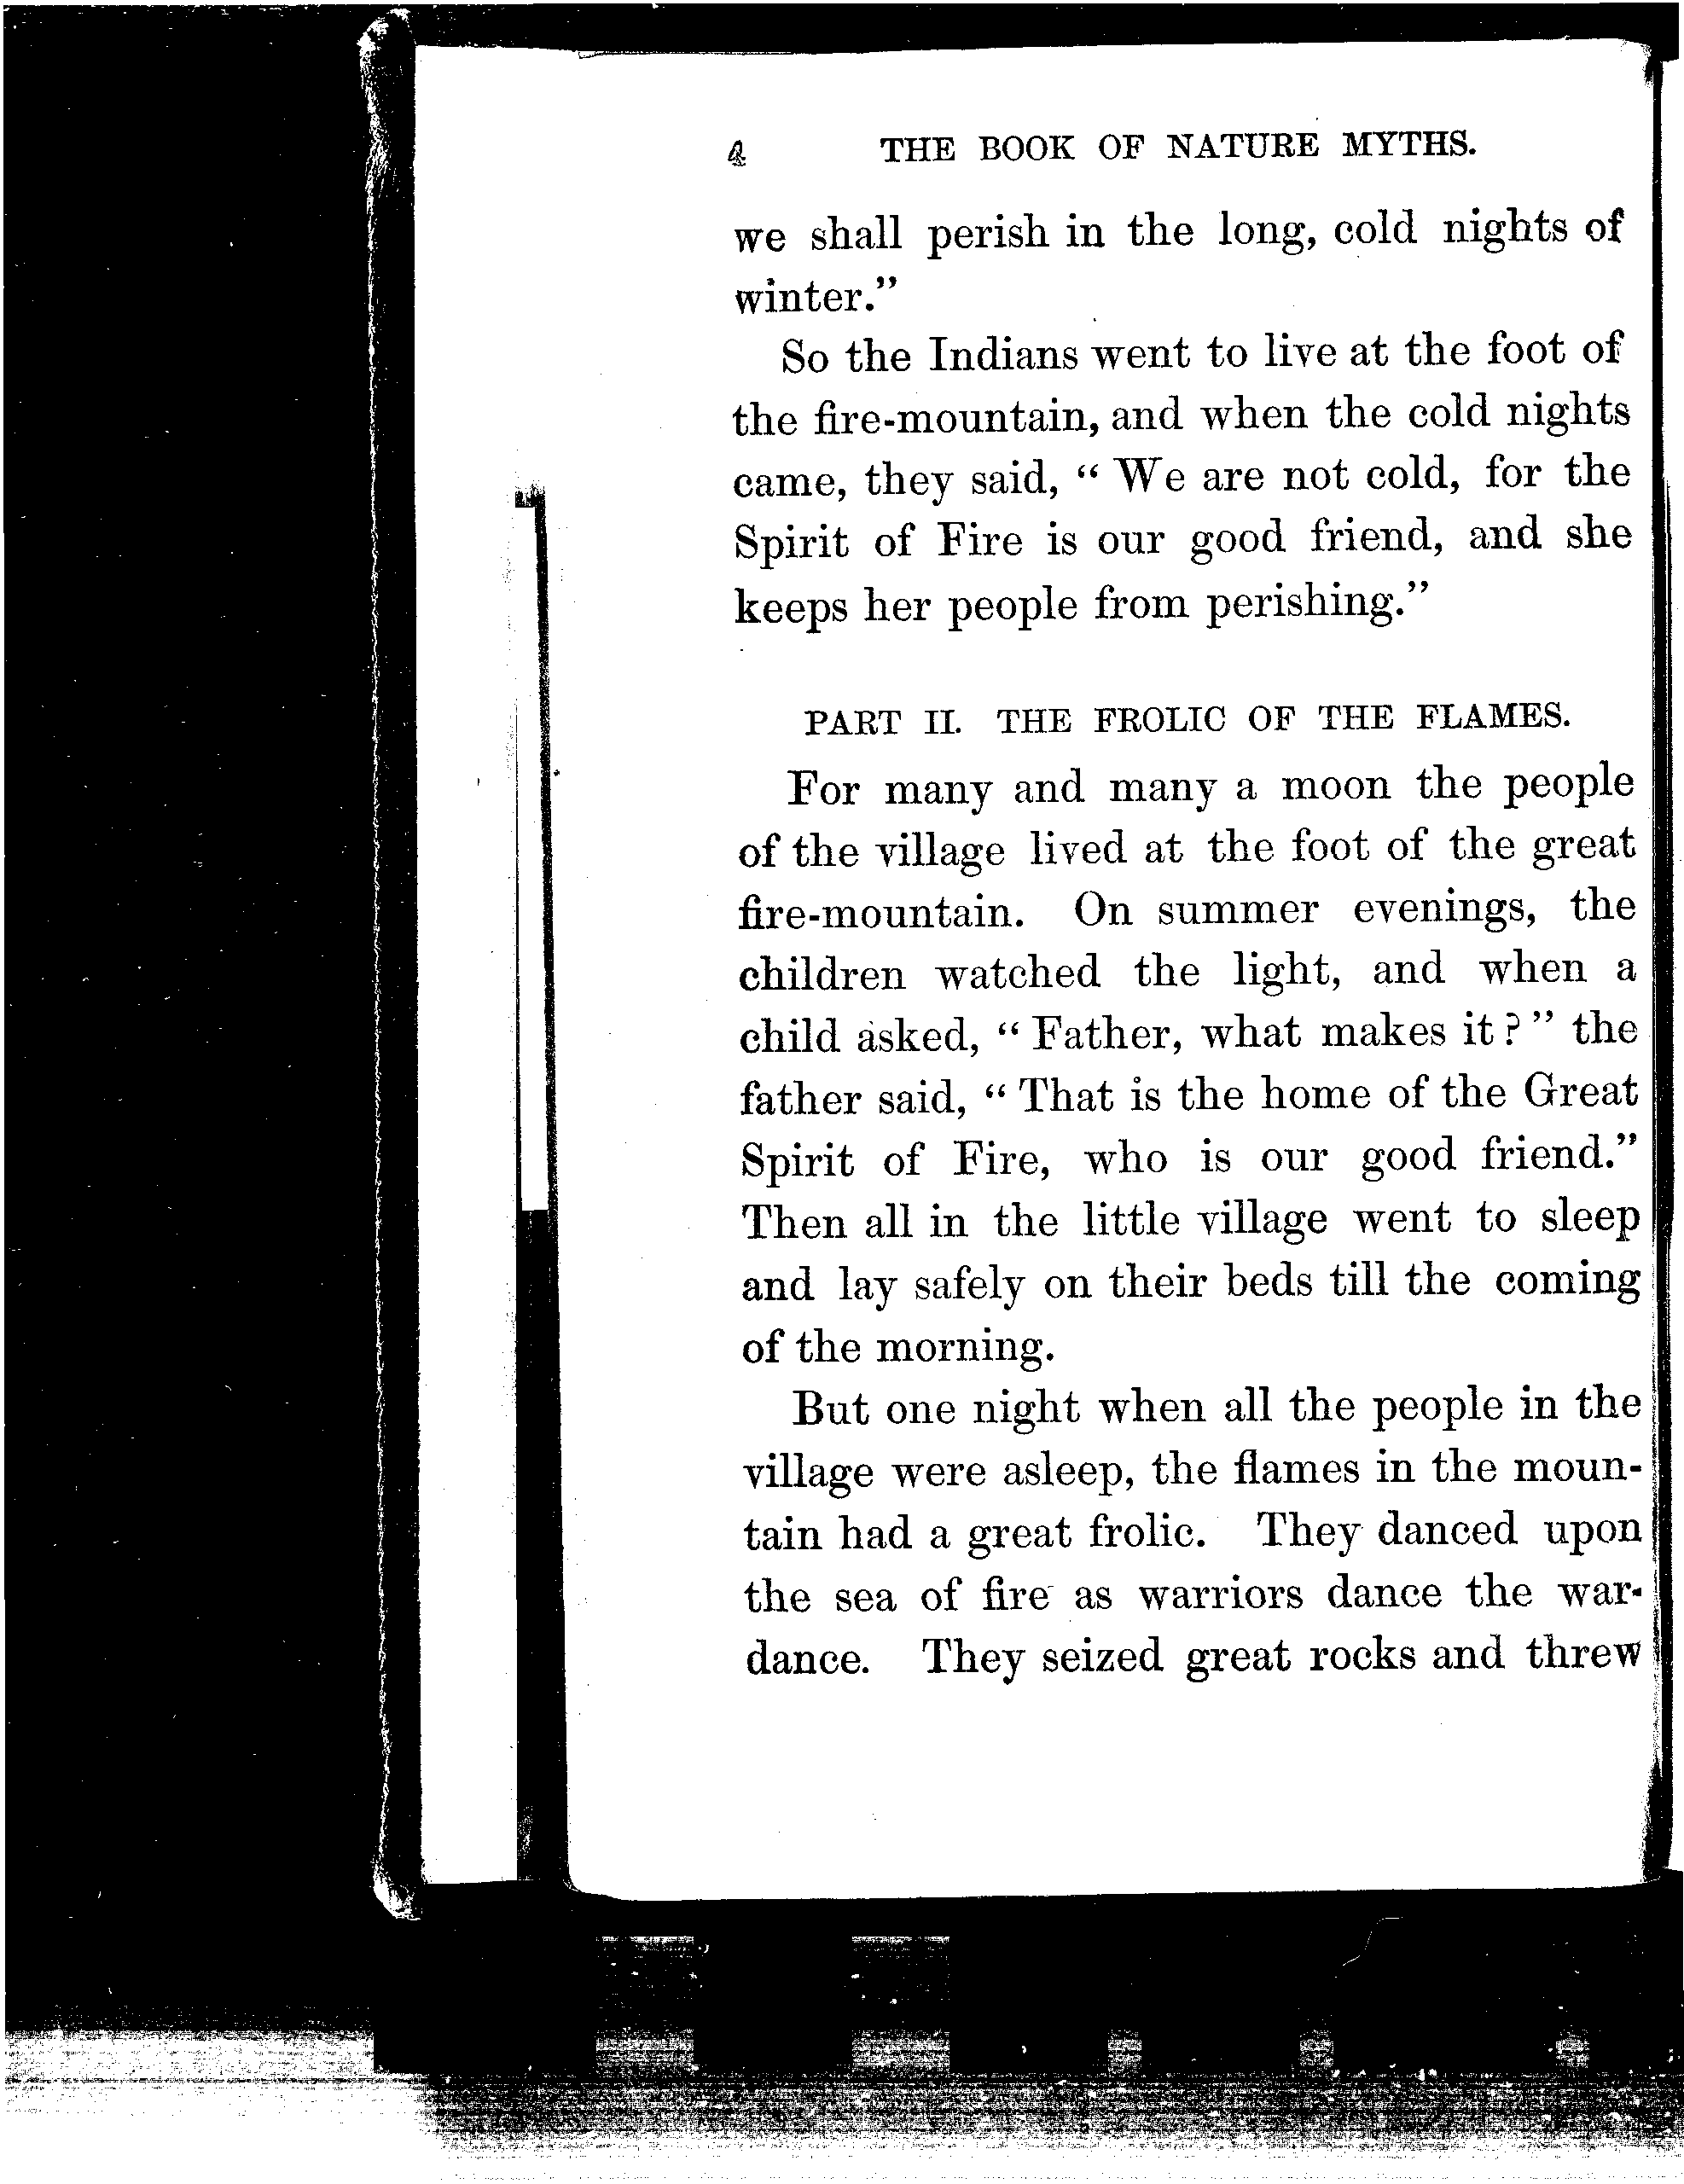 4 THE BOOK OF NATURE MYTHS.
we shall perish in the long, cold nights of
winter."
So the Indians went to live at the foot of
the fire-mountain, and when the cold nights
came, they said, " We are not cold, for the
Spirit of Fire is our good friend, and she
keeps her people from perishing."
PART II. THE FROLIC OF THE FLAMES.
For many and many a moon the people
of the village lived at the foot of the great
fire-mountain. On summer evenings, the
children watched the light, and when a
child asked, " Father, what makes it ? " the
father said, " That is the home of the Great
Spirit of Fire, who is our good friend."
Then all in the little village went to sleep
and lay safely on their beds till the coming
of the morning.
But one night when all the people in the
village were asleep, the flames in the moun-
tain had a great frolic. They danced upon
the sea of fire as warriors dance the war-
dance. They seized great rocks and threw